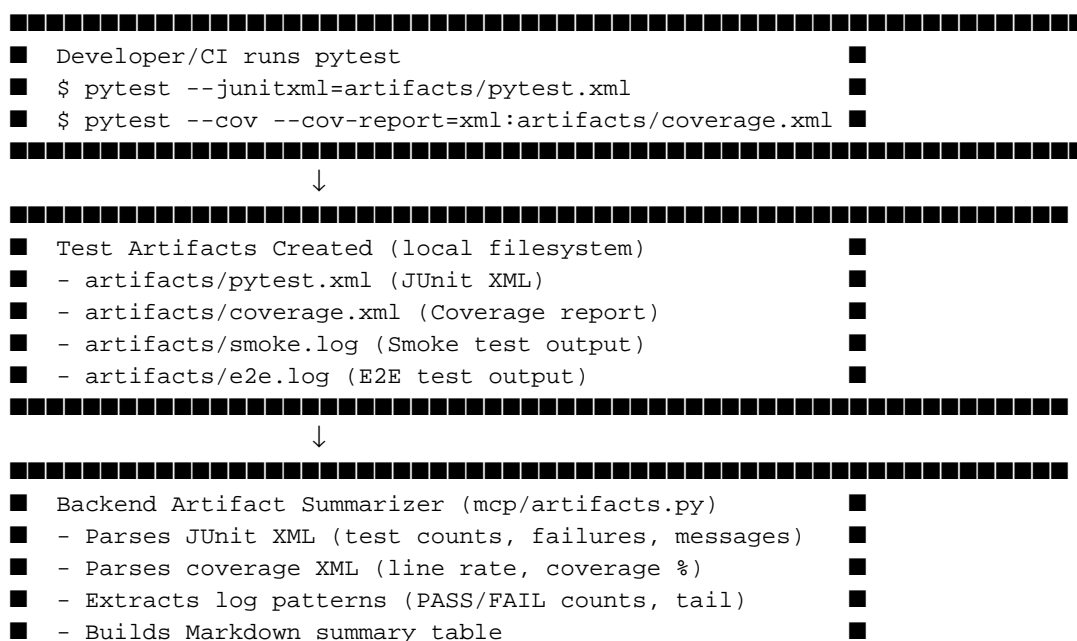 ■■■■■■■■■■■■■■■■■■■■■■■■■■■■■■■■■■■■■■■■■■■■■■■■■■■■■■■■■■■
■ Developer/CI runs pytest ■
■ $ pytest --junitxml=artifacts/pytest.xml ■
■ $ pytest --cov --cov-report=xml:artifacts/coverage.xml ■
■■■■■■■■■■■■■■■■■■■■■■■■■■■■■■■■■■■■■■■■■■■■■■■■■■■■■■■■■■■
↓
■■■■■■■■■■■■■■■■■■■■■■■■■■■■■■■■■■■■■■■■■■■■■■■■■■■■■■■■■■
■ Test Artifacts Created (local filesystem) ■
■ - artifacts/pytest.xml (JUnit XML) ■
■ - artifacts/coverage.xml (Coverage report) ■
■ - artifacts/smoke.log (Smoke test output) ■
■ - artifacts/e2e.log (E2E test output) ■
■■■■■■■■■■■■■■■■■■■■■■■■■■■■■■■■■■■■■■■■■■■■■■■■■■■■■■■■■■
↓
■■■■■■■■■■■■■■■■■■■■■■■■■■■■■■■■■■■■■■■■■■■■■■■■■■■■■■■■■■
■ Backend Artifact Summarizer (mcp/artifacts.py) ■
■ - Parses JUnit XML (test counts, failures, messages) ■
■ - Parses coverage XML (line rate, coverage %) ■
■ - Extracts log patterns (PASS/FAIL counts, tail) ■
■ - Builds Markdown summary table ■